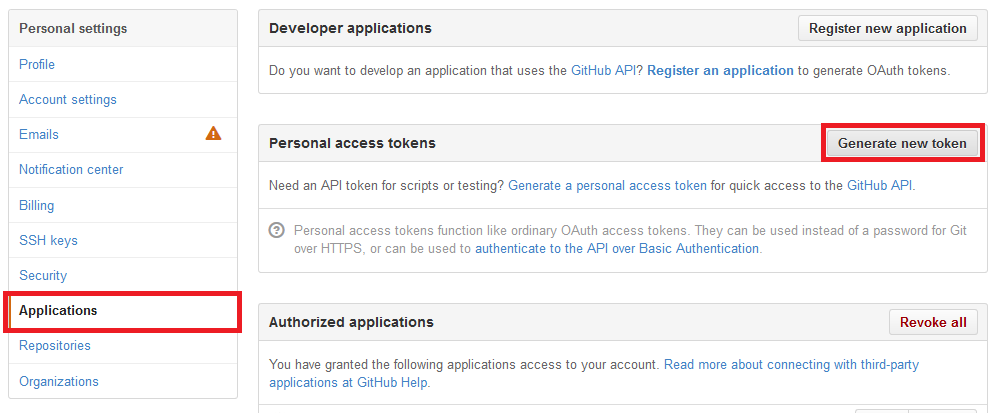 Personal settings
Profile
Account settings
Emails
Notification center
Billing
SSH keys
Security
Applications
Repositories
Organizations
Developer applications
Register new application
Do you want to develop an application that uses the GitHub API? Register an application to generate OAuth tokens.
Personal access tokens
Generate new token
Need an API token for scripts or testing? Generate a personal access token for quick access to the GitHub API.
Personal access tokens function like ordinary OAuth access tokens. They can be used instead of a password for Git
over HTTPS, or can be used to authenticate to the API over Basic Authentication.
Authorized applications
Revoke all
You have granted the following applications access to your account. Read more about connecting with third-party
applications at GitHub Help.